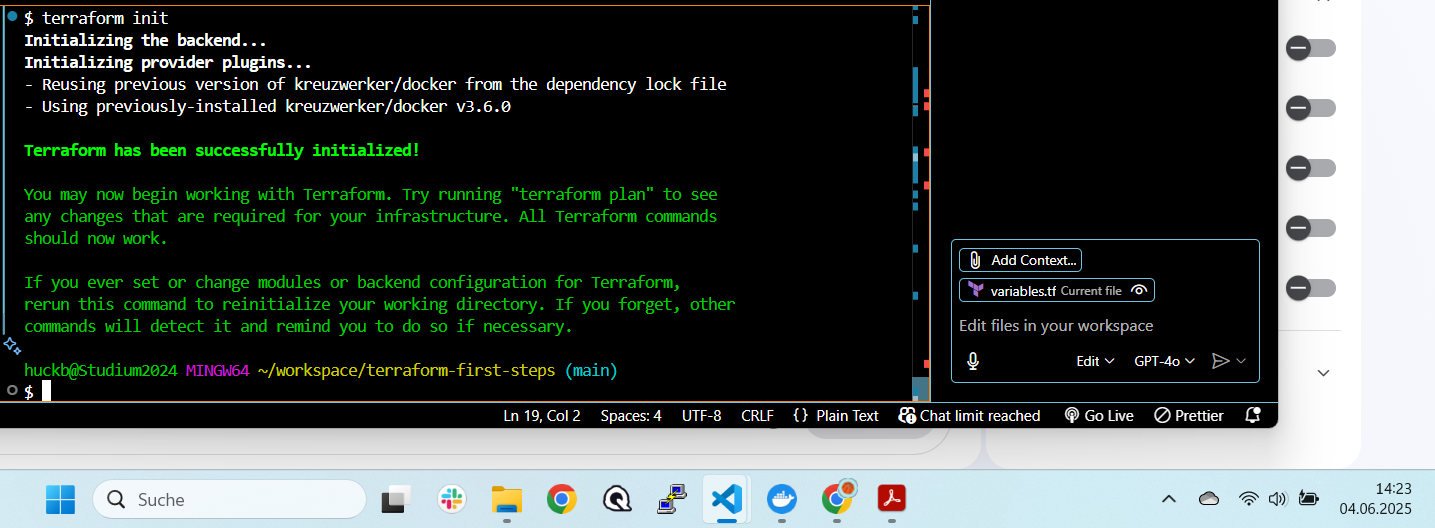 $ terraform init
Initializing the backend...
Initializing provider plugins...
- Reusing previous version of kreuzwerker/docker from the dependency lock file
- Using previously-installed kreuzwerker/docker v3.6.0
Terraform has been successfully initialized!
You may now begin working with Terraform. Try running "terraform plan" to see
any changes that are required for your infrastructure. All Terraform commands
should now work.
If you ever set or change modules or backend configuration for Terraform,
rerun this command to reinitialize your working directory. If you forget, other
commands will detect it and remind you to do so if necessary.
huckb@Studium2024 MINGW64 ~/workspace/terraform-first-steps (main)
$
Add Context...
variables.tf Current file
Edit files in your workspace
Edit GPT-4o
Ln 19, Col 2 Spaces: 4 UTF-8 CRLF {} Plain Text Chat limit reached Go Live Prettier
Suche
14:23
04.06.2025